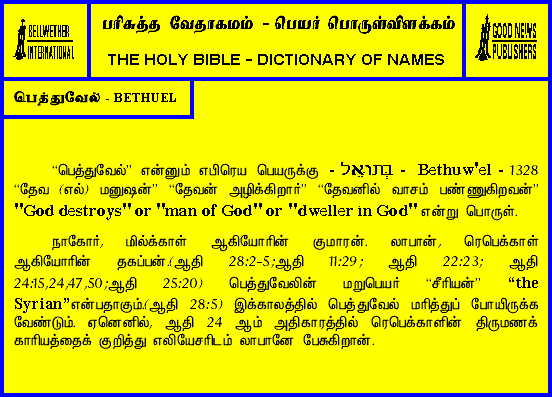 BELLWETHER
INTERNATIONAL
பரிசுத்த வேதாகமம் - பெயர் பொருள்விளக்கம்
THE HOLY BIBLE - DICTIONARY OF NAMES
GOOD NEWS
PUBLISHERS
பெத்துவேல் - BETHUEL
“பெத்துவேல்” என்னும் எபிரெய பெயருக்கு - בְּתוּאֵל - Bethuw'el - 1328
“தேவ (எல்) மனுஷன்” “தேவன் அழிக்கிறார்” “தேவனில் வாசம் பண்ணுகிறவன்”
"God destroys" or "man of God" or "dweller in God" என்று பொருள்.
நாகோர், மில்க்காள் ஆகியோரின் குமாரன். லாபான், ரெபெக்காள்
ஆகியோரின் தகப்பன்.(ஆதி 28:2-5;ஆதி 11:29; ஆதி 22:23; ஆதி
24:15,24,47,50;ஆதி 25:20) பெத்துவேலின் மறுபெயர் “சீரியன்” “the
Syrian”என்பதாகும்.(ஆதி 28:5) இக்காலத்தில் பெத்துவேல் மரித்துப் போயிருக்க
வேண்டும். ஏனெனில், ஆதி 24 ஆம் அதிகாரத்தில் ரெபெக்காளின் திருமணக்
காரியத்தைக் குறித்து எலியேசரிடம் லாபானே பேசுகிறான்.